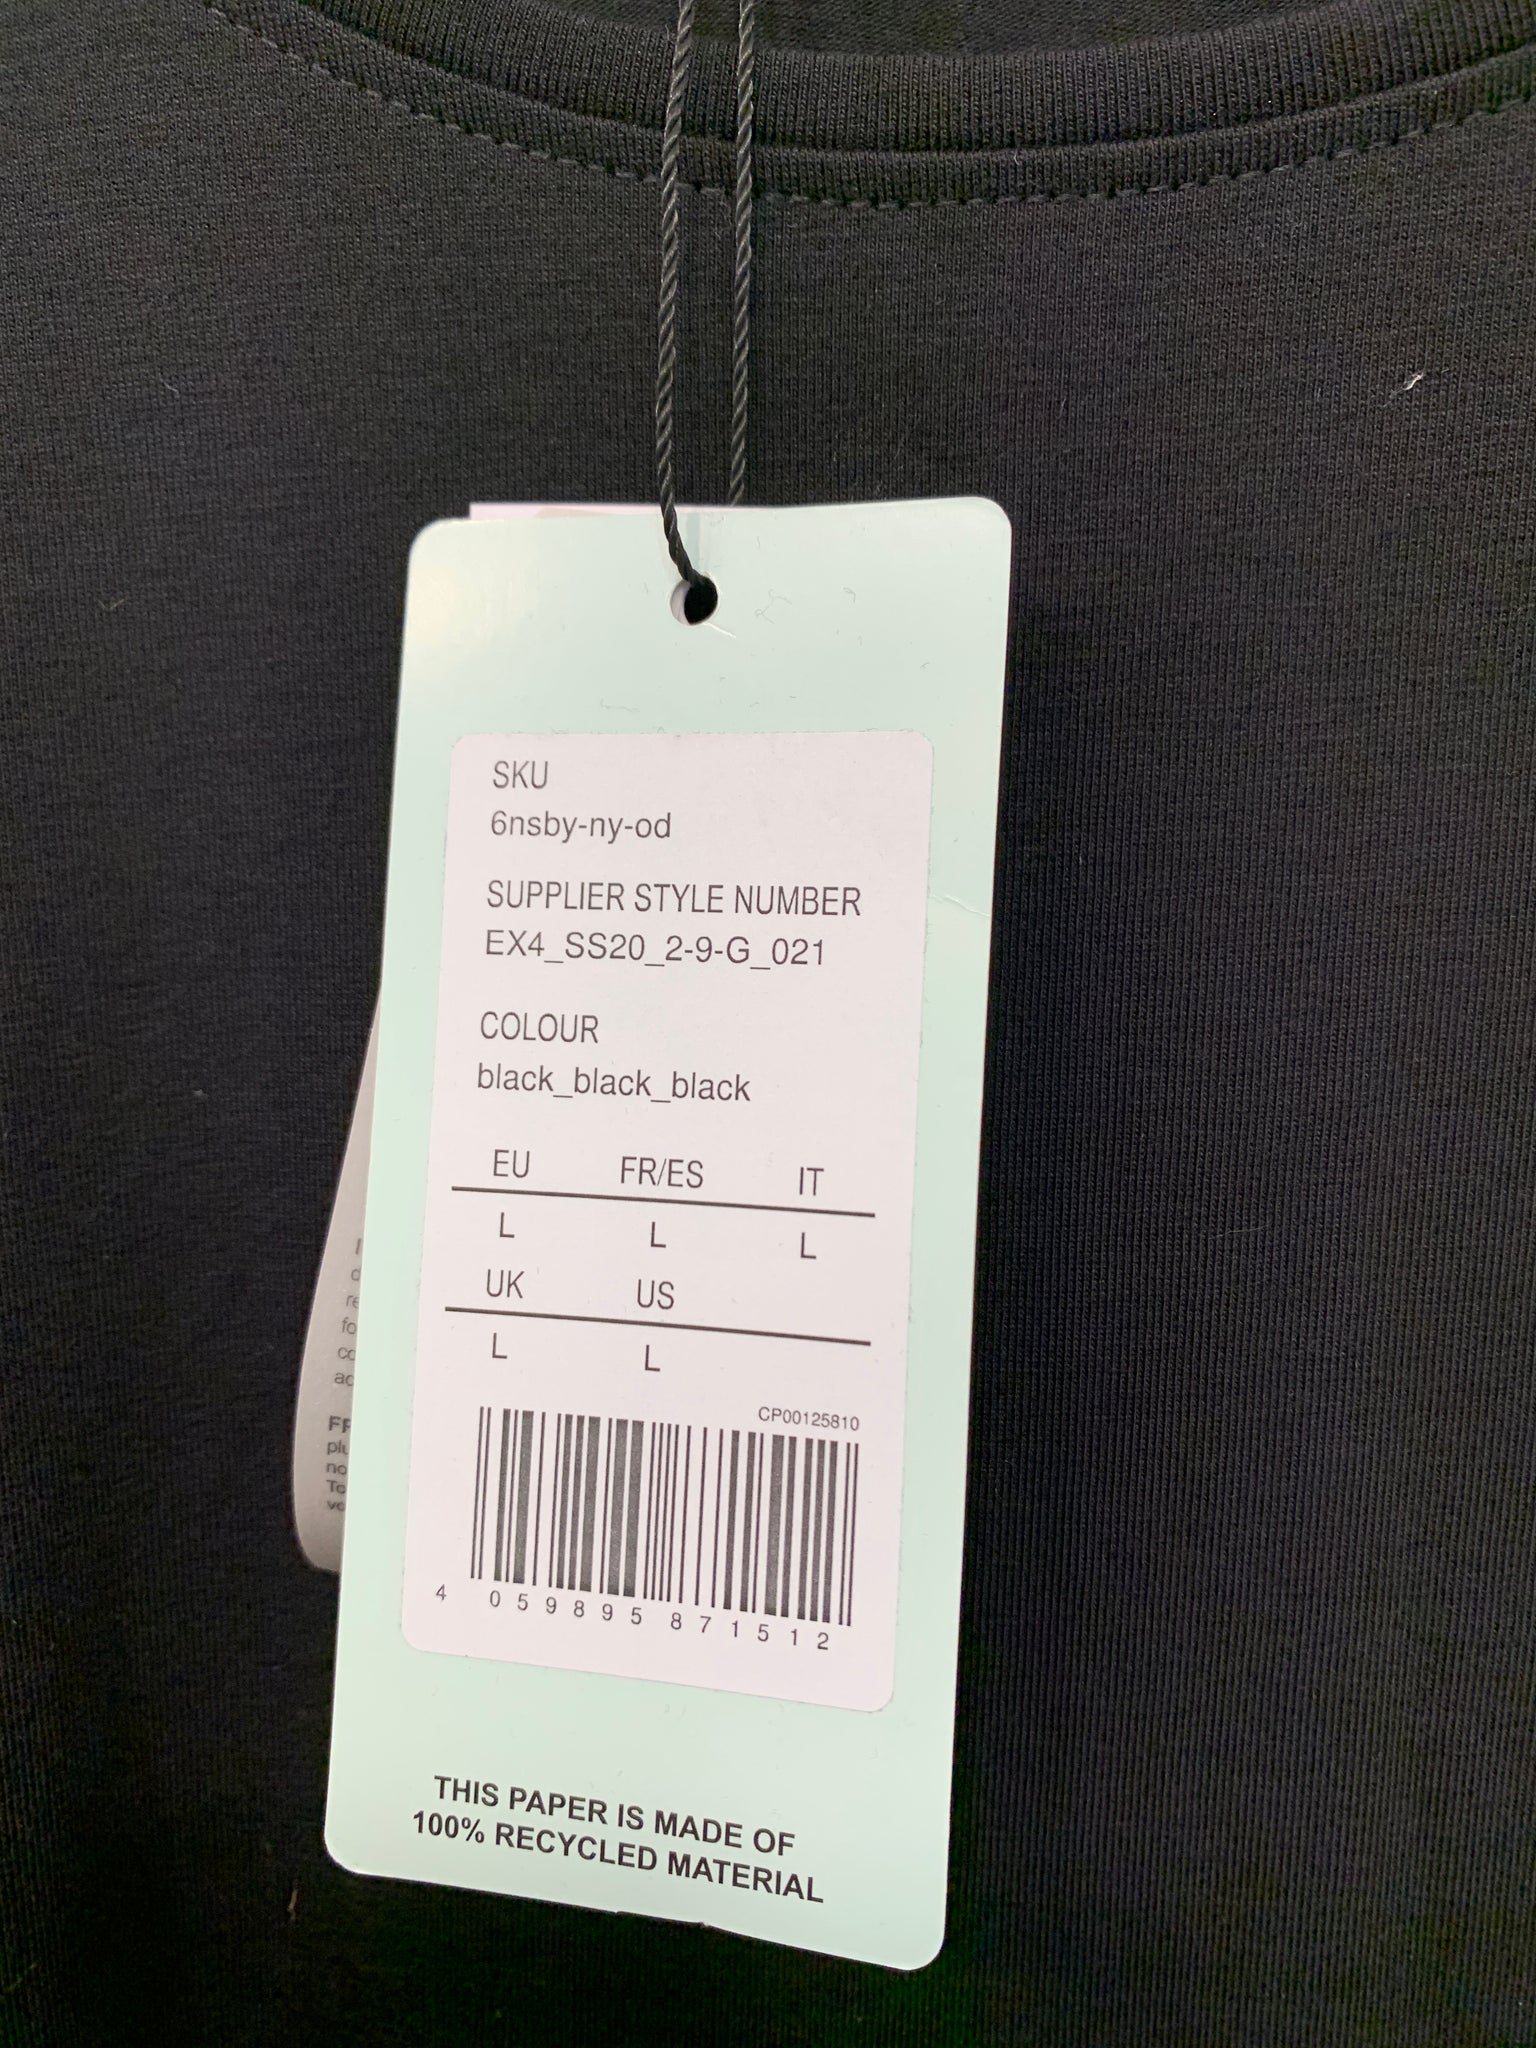 SKU
6nsby-ny-od
SUPPLIER STYLE NUMBER
EX4_SS20_2-9-G_021
COLOUR
black_black_black
EU FR/ES IT
L L L
UK US
L L
CP00125810
4 059895 871512
THIS PAPER IS MADE OF
100% RECYCLED MATERIAL